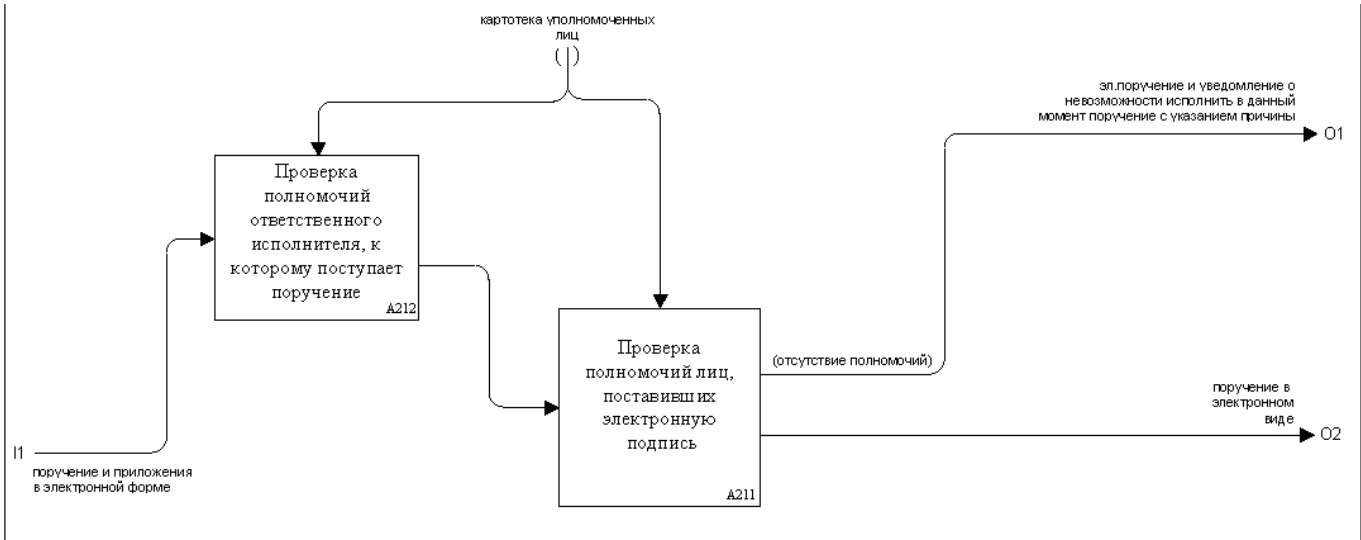 картотека уполномоченных
лиц
( )
эл.поручение и уведомление о
невозможности исполнить в данный
момент поручение с указанием причины
O1
Проверка
полномочий
ответственного
исполнителя, к
которому поступает
поручение
A212
Проверка
полномочий лиц,
поставивших
электронную
подпись
A211
(отсутствие полномочий)
поручение в
электронном
виде
O2
I1
поручение и приложения
в электронной форме